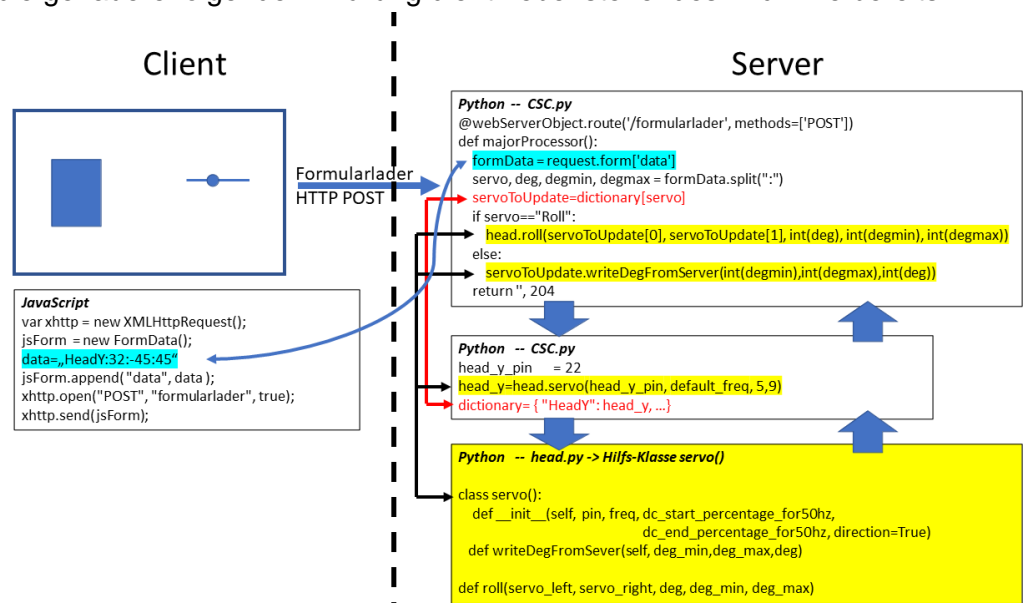 Client
Server
Formularlader
HTTP POST
JavaScript
var xhttp = new XMLHttpRequest();
jsForm = new FormData();
data=„HeadY:32:-45:45“
jsForm.append("data", data );
xhttp.open("POST", "formularlader", true);
xhttp.send(jsForm);
Python -- CSC.py
@webServerObject.route('/formularlader', methods=['POST'])
def majorProcessor():
formData = request.form['data']
servo, deg, degmin, degmax = formData.split(":")
servoToUpdate=dictionary[servo]
if servo=="Roll":
head.roll(servoToUpdate[0], servoToUpdate[1], int(deg), int(degmin), int(degmax))
else:
servoToUpdate.writeDegFromServer(int(degmin),int(degmax),int(deg))
return '', 204
Python -- CSC.py
head_y_pin = 22
head_y=head.servo(head_y_pin, default_freq, 5,9)
dictionary= { "HeadY": head_y, ...}
Python -- head.py -> Hilfs-Klasse servo()
class servo():
def __init__(self, pin, freq, dc_start_percentage_for50hz,
dc_end_percentage_for50hz, direction=True)
def writeDegFromSever(self, deg_min,deg_max,deg)
def roll(servo_left, servo_right, deg, deg_min, deg_max)